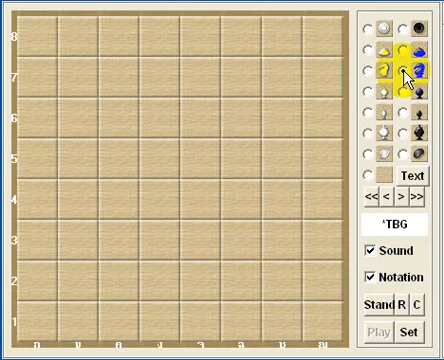 8
7
6
5
4
3
2
1
Text
<< < > >>
*TBG
Sound
Notation
Stand R C
Play Set